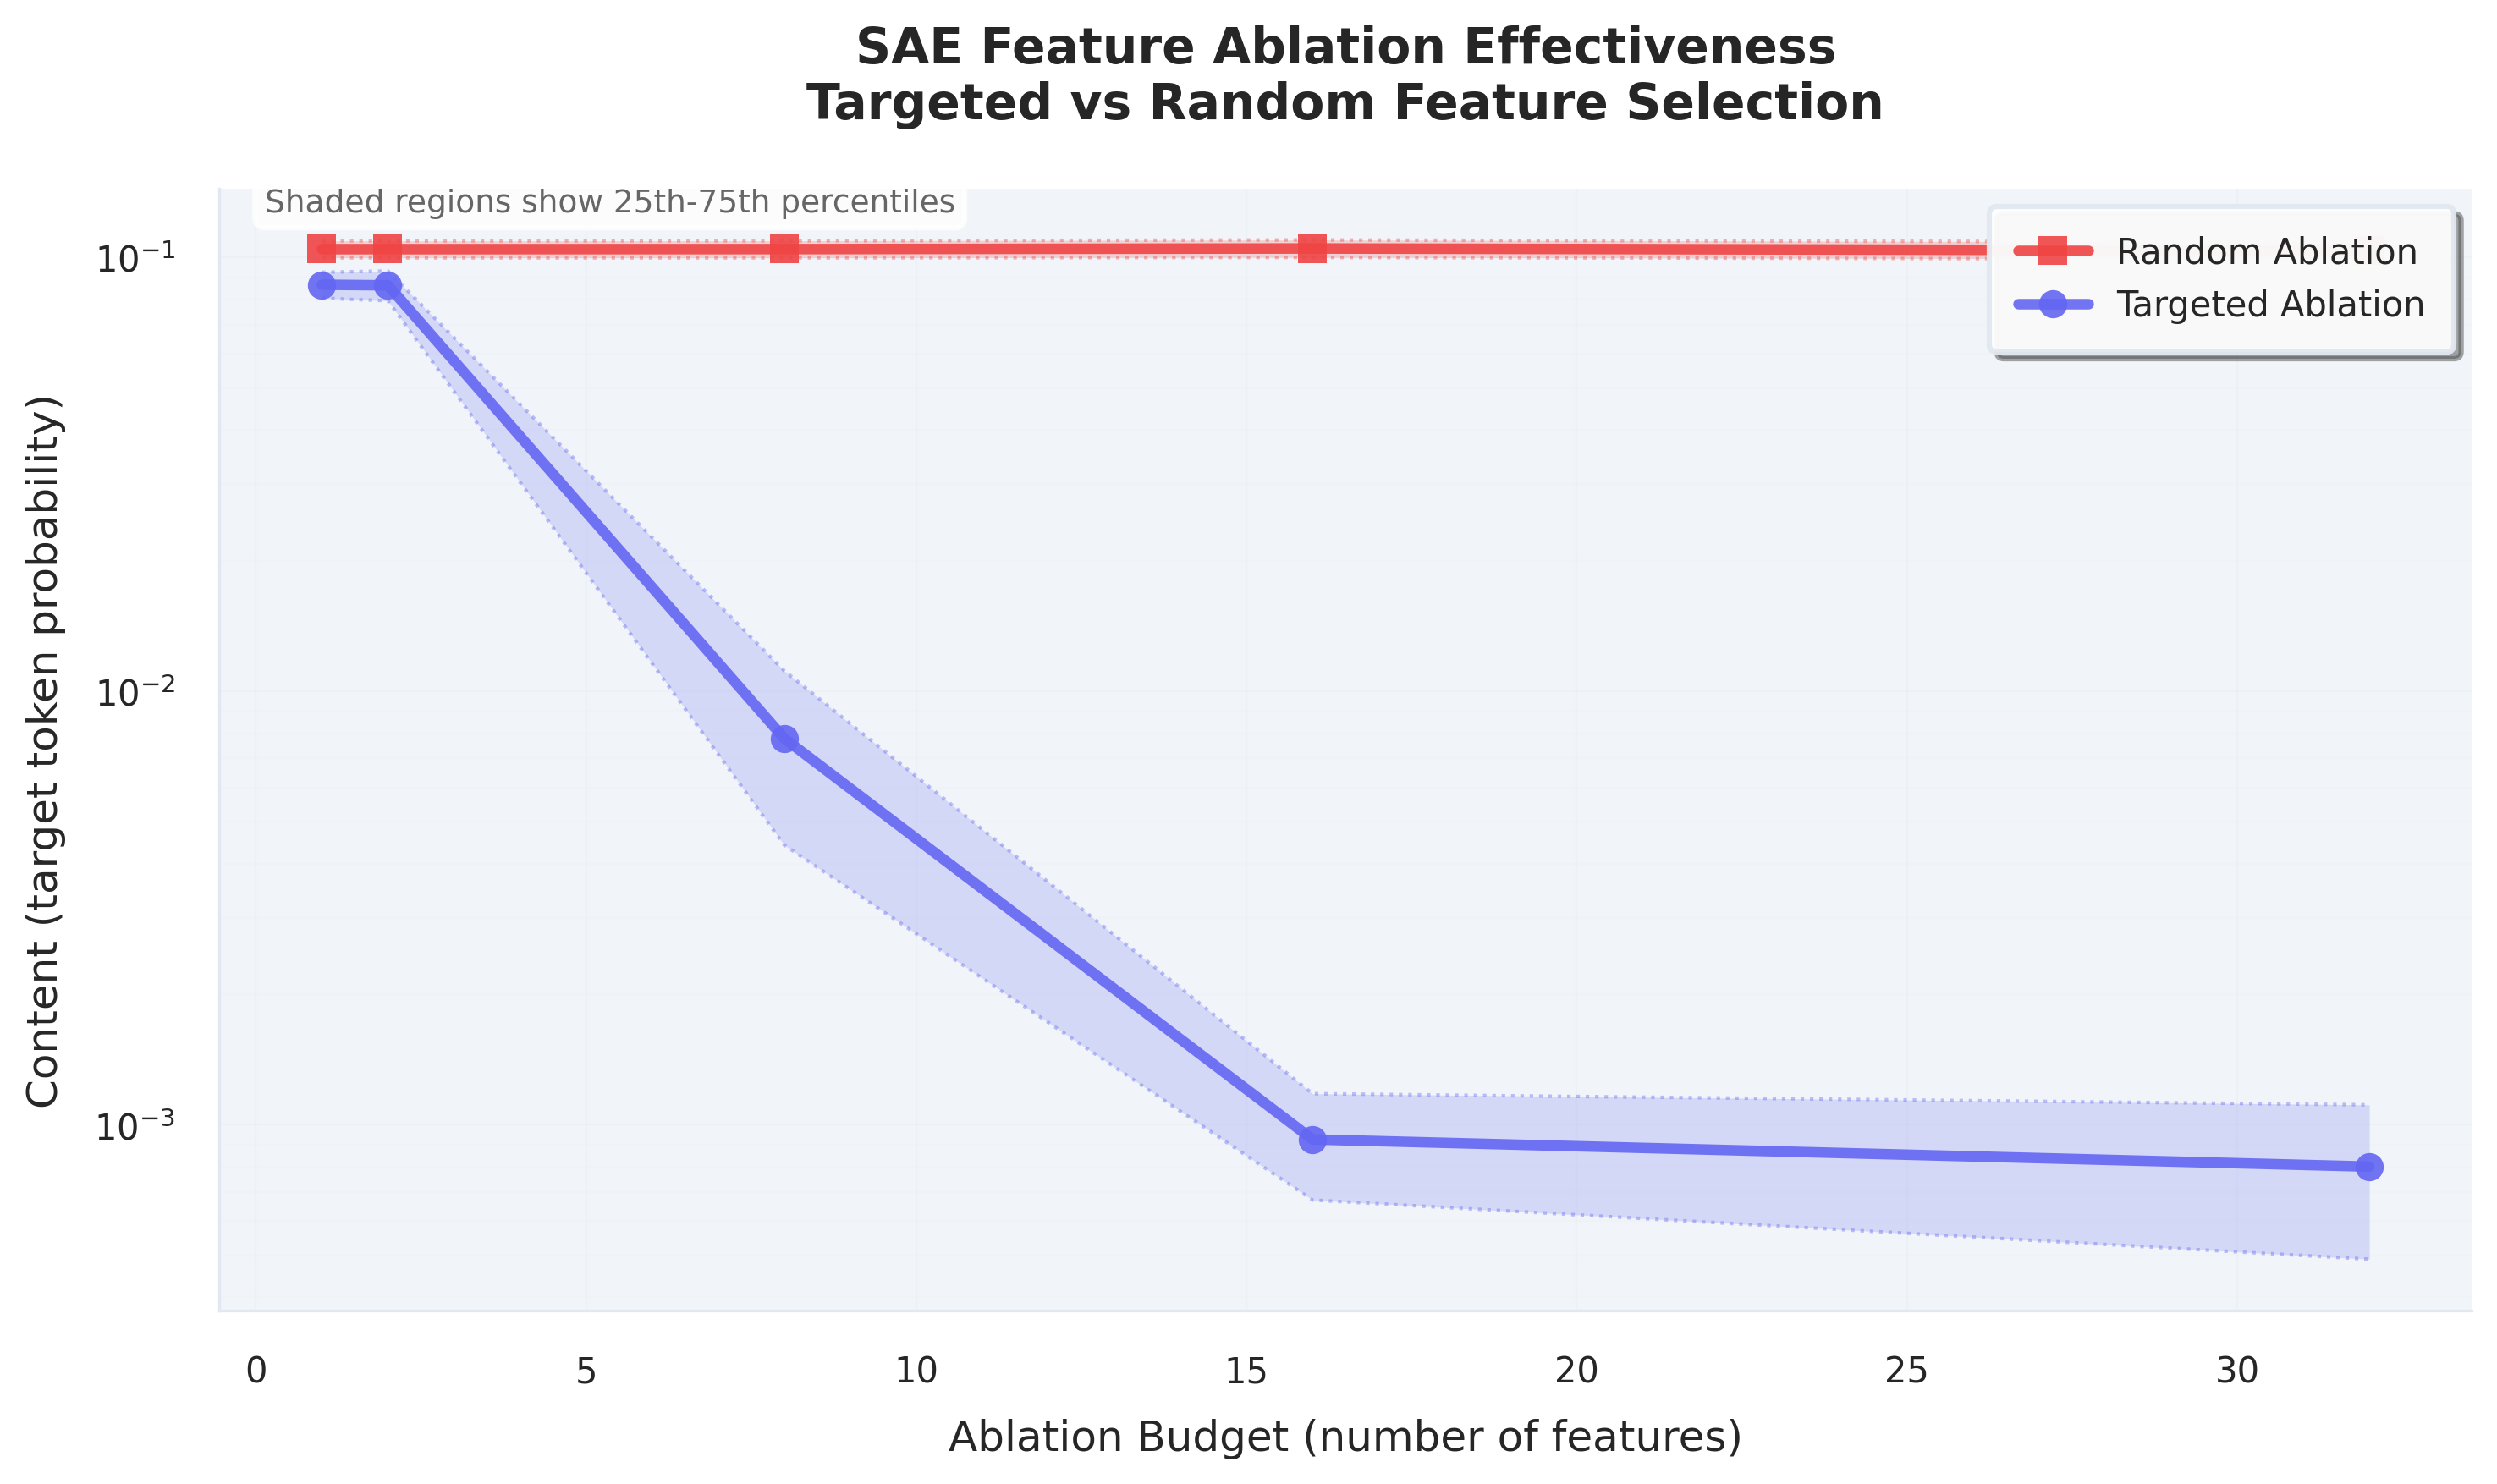 SAE Feature Ablation Effectiveness
Targeted vs Random Feature Selection
Shaded regions show 25th-75th percentiles
Random Ablation
Targeted Ablation
Content (target token probability)
10⁻¹
10⁻²
10⁻³
0 5 10 15 20 25 30
Ablation Budget (number of features)